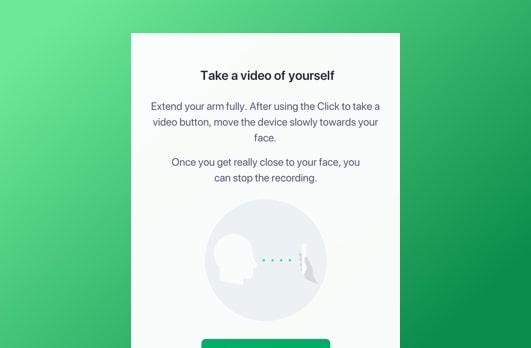 Take a video of yourself
Extend your arm fully. After using the Click to take a
video button, move the device slowly towards your
face.
Once you get really close to your face, you
can stop the recording.